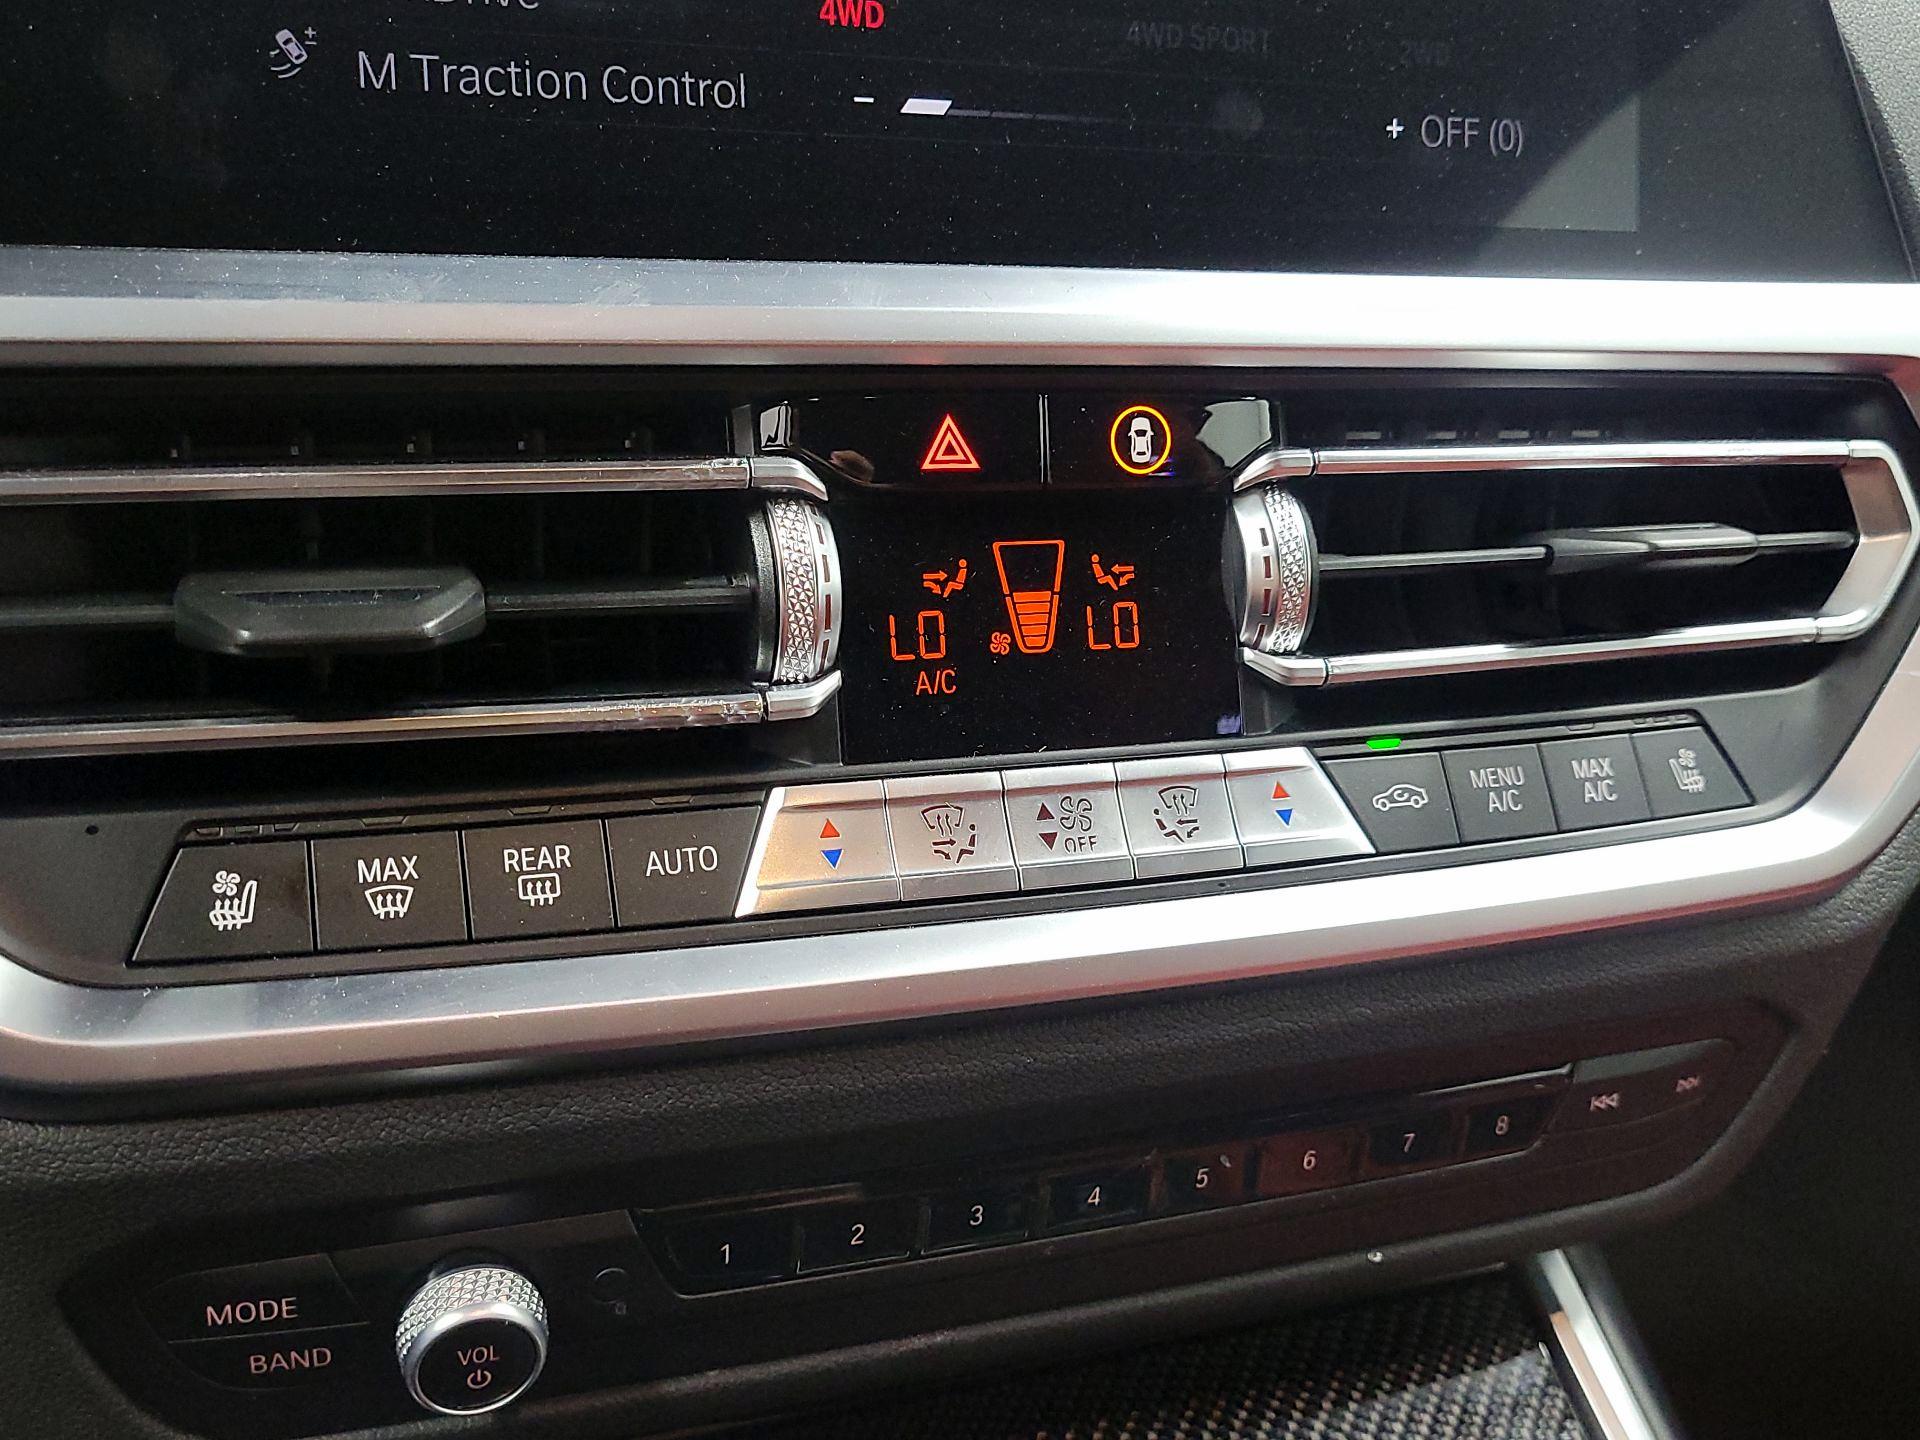 4WD
4WD SPORT
2WD
M Traction Control
- + OFF (0)
LO
LO
A/C
MAX
REAR
AUTO
OFF
MENU
A/C
MAX
A/C
1 2 3 4 5 6 7 8
MODE
BAND
VOL